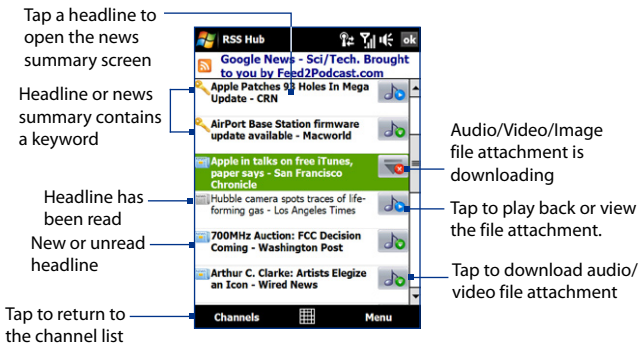 Tap a headline to
open the news
summary screen
Headline or news
summary contains
a keyword
Headline has
been read
New or unread
headline
Tap to return to
the channel list
RSS Hub
ok
Google News - Sci/Tech. Brought
to you by Feed2Podcast.com
Apple Patches 93 Holes In Mega
Update - CRN
AirPort Base Station firmware
update available - Macworld
Apple in talks on free iTunes,
paper says - San Francisco
Chronicle
Hubble camera spots traces of life-
forming gas - Los Angeles Times
700MHz Auction: FCC Decision
Coming - Washington Post
Arthur C. Clarke: Artists Elegize
an Icon - Wired News
Channels
Menu
Audio/Video/Image
file attachment is
downloading
Tap to play back or view
the file attachment.
Tap to download audio/
video file attachment